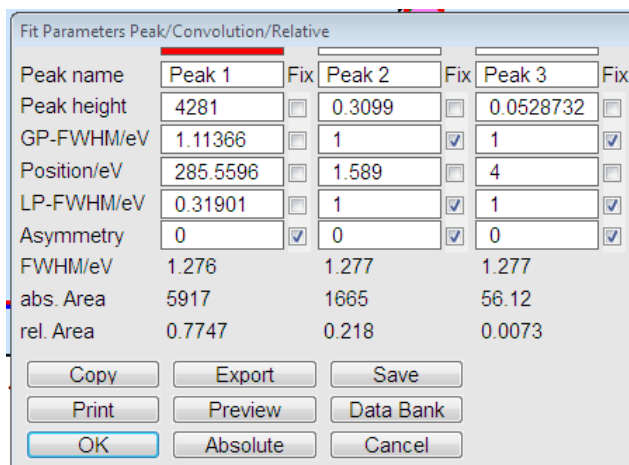 Fit Parameters Peak/Convolution/Relative
Peak name Peak 1 Fix Peak 2 Fix Peak 3 Fix
Peak height 4281 0.3099 0.0528732
GP-FWHM/eV 1.11366 1 1
Position/eV 285.5596 1.589 4
LP-FWHM/eV 0.31901 1 1
Asymmetry 0 0 0
FWHM/eV 1.276 1.277 1.277
abs. Area 5917 1665 56.12
rel. Area 0.7747 0.218 0.0073
Copy Export Save
Print Preview Data Bank
OK Absolute Cancel